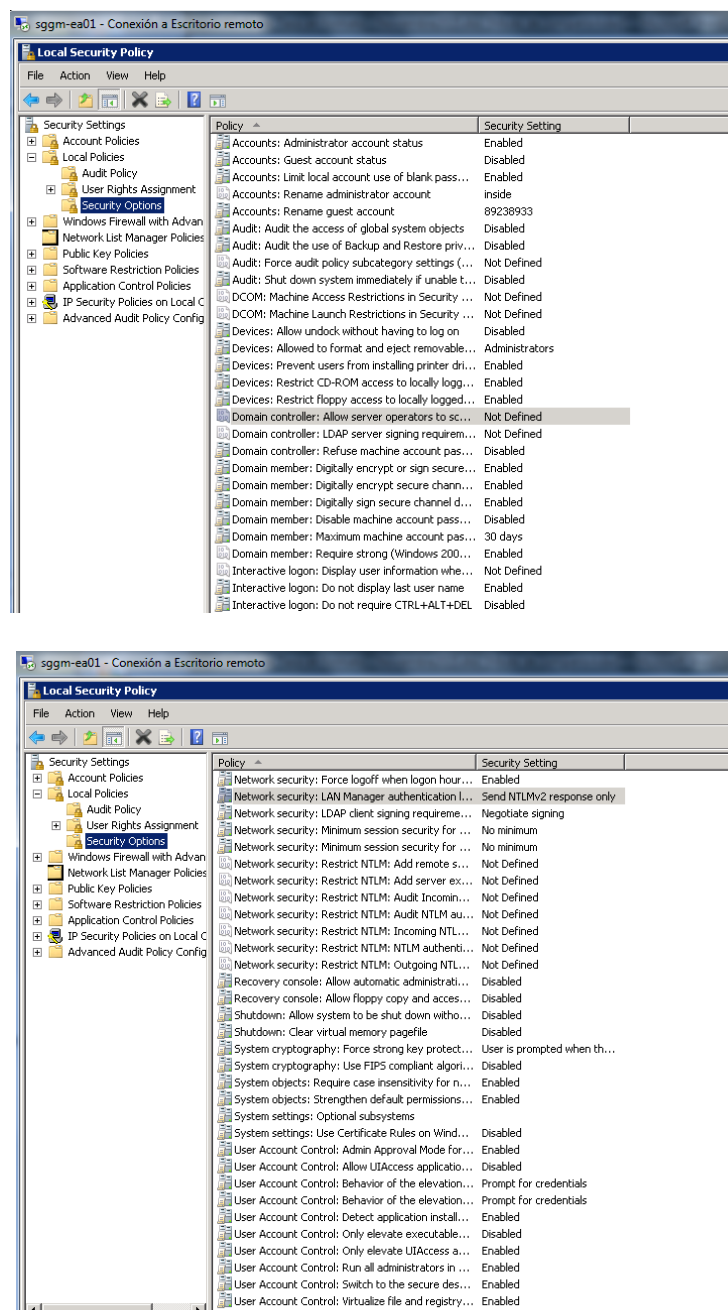 sggm-ea01 - Conexión a Escritorio remoto
Local Security Policy
File Action View Help
Security Settings
Account Policies
Local Policies
Audit Policy
User Rights Assignment
Security Options
Windows Firewall with Advan
Network List Manager Policies
Public Key Policies
Software Restriction Policies
Application Control Policies
IP Security Policies on Local C
Advanced Audit Policy Config
Policy Security Setting
Accounts: Administrator account status Enabled
Accounts: Guest account status Disabled
Accounts: Limit local account use of blank pass... Enabled
Accounts: Rename administrator account inside
Accounts: Rename guest account 89238933
Audit: Audit the access of global system objects Disabled
Audit: Audit the use of Backup and Restore priv... Disabled
Audit: Force audit policy subcategory settings (... Not Defined
Audit: Shut down system immediately if unable t... Disabled
DCOM: Machine Access Restrictions in Security ... Not Defined
DCOM: Machine Launch Restrictions in Security ... Not Defined
Devices: Allow undock without having to log on Disabled
Devices: Allowed to format and eject removable... Administrators
Devices: Prevent users from installing printer dri... Enabled
Devices: Restrict CD-ROM access to locally logg... Enabled
Devices: Restrict floppy access to locally logged... Enabled
Domain controller: Allow server operators to sc... Not Defined
Domain controller: LDAP server signing requirem... Not Defined
Domain controller: Refuse machine account pas... Disabled
Domain member: Digitally encrypt or sign secure... Enabled
Domain member: Digitally encrypt secure chann... Enabled
Domain member: Digitally sign secure channel d... Enabled
Domain member: Disable machine account pass... Disabled
Domain member: Maximum machine account pas... 30 days
Domain member: Require strong (Windows 200... Enabled
Interactive logon: Display user information whe... Not Defined
Interactive logon: Do not display last user name Enabled
Interactive logon: Do not require CTRL+ALT+DEL Disabled
sggm-ea01 - Conexión a Escritorio remoto
Local Security Policy
File Action View Help
Security Settings
Account Policies
Local Policies
Audit Policy
User Rights Assignment
Security Options
Windows Firewall with Advan
Network List Manager Policies
Public Key Policies
Software Restriction Policies
Application Control Policies
IP Security Policies on Local C
Advanced Audit Policy Config
Policy Security Setting
Network security: Force logoff when logon hour... Enabled
Network security: LAN Manager authentication l... Send NTLMv2 response only
Network security: LDAP client signing requireme... Negotiate signing
Network security: Minimum session security for ... No minimum
Network security: Minimum session security for ... No minimum
Network security: Restrict NTLM: Add remote s... Not Defined
Network security: Restrict NTLM: Add server ex... Not Defined
Network security: Restrict NTLM: Audit Incomin... Not Defined
Network security: Restrict NTLM: Audit NTLM au... Not Defined
Network security: Restrict NTLM: Incoming NTL... Not Defined
Network security: Restrict NTLM: NTLM authenti... Not Defined
Network security: Restrict NTLM: Outgoing NTL... Not Defined
Recovery console: Allow automatic administrati... Disabled
Recovery console: Allow floppy copy and acces... Disabled
Shutdown: Allow system to be shut down witho... Disabled
Shutdown: Clear virtual memory pagefile Disabled
System cryptography: Force strong key protect... User is prompted when th...
System cryptography: Use FIPS compliant algori... Disabled
System objects: Require case insensitivity for n... Enabled
System objects: Strengthen default permissions... Enabled
System settings: Optional subsystems
System settings: Use Certificate Rules on Wind... Disabled
User Account Control: Admin Approval Mode for... Enabled
User Account Control: Allow UIAccess applicatio... Disabled
User Account Control: Behavior of the elevation... Prompt for credentials
User Account Control: Behavior of the elevation... Prompt for credentials
User Account Control: Detect application install... Enabled
User Account Control: Only elevate executable... Disabled
User Account Control: Only elevate UIAccess a... Enabled
User Account Control: Run all administrators in ... Enabled
User Account Control: Switch to the secure des... Enabled
User Account Control: Virtualize file and registry... Enabled